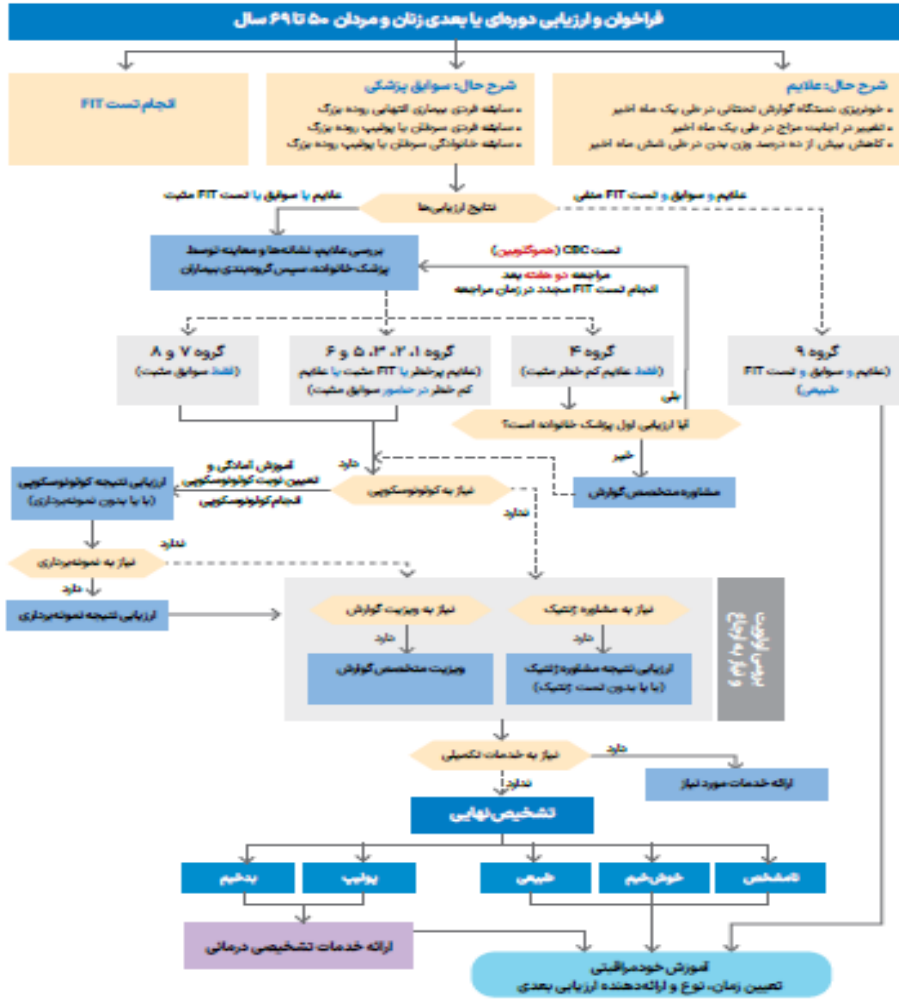 فراخوان و ارزیابی دوره‌ای یا بعدی زنان و مردان ۵۰ تا ۶۹ سال
شرح حال: علایم
• خونریزی دستگاه گوارش تحتانی در طی یک ماه اخیر
• تغییر در اجابت مزاج در طی یک ماه اخیر
• کاهش بیش از ده درصد وزن بدن در طی شش ماه اخیر
شرح حال: سوابق پزشکی
• سابقه فردی بیماری التهابی روده بزرگ
• سابقه فردی سرطان یا پولیپ روده بزرگ
• سابقه خانوادگی سرطان یا پولیپ روده بزرگ
انجام تست FIT
علایم و سوابق و تست FIT منفی
نتایج ارزیابی‌ها
علایم یا سوابق یا تست FIT مثبت
تست CBC (هموگلوبین)
مراجعه دو هفته بعد
انجام تست FIT مجدد در زمان مراجعه
بررسی علایم، نشانه‌ها و معاینه توسط
پزشک خانواده، سپس گروه‌بندی بیماران
گروه ۹
(علایم و سوابق و تست FIT
طبیعی)
گروه ۴
(فقط علایم کم خطر مثبت)
گروه ۱، ۲، ۳، ۵ و ۶
(علایم پرخطر یا FIT مثبت یا علایم
کم خطر در حضور سوابق مثبت)
گروه ۷ و ۸
(فقط سوابق مثبت)
بلی
آیا ارزیابی اول پزشک خانواده است؟
خیر
مشاوره متخصص گوارش
دارد
نیاز به کولونوسکوپی
ندارد
آموزش آمادگی و
تعیین نوبت کولونوسکوپی
انجام کولونوسکوپی
ارزیابی نتیجه کولونوسکوپی
(با یا بدون نمونه‌برداری)
ندارد
نیاز به نمونه‌برداری
دارد
ارزیابی نتیجه نمونه‌برداری
بررسی اولویت
و نیاز به ارجاع
نیاز به مشاوره ژنتیک
دارد
ارزیابی نتیجه مشاوره ژنتیک
(با یا بدون تست ژنتیک)
نیاز به ویزیت گوارش
دارد
ویزیت متخصص گوارش
نیاز به خدمات تکمیلی
دارد
ارائه خدمات مورد نیاز
ندارد
تشخیص نهایی
نامشخص
خوش‌خیم
طبیعی
پولیپ
بدخیم
ارائه خدمات تشخیصی درمانی
آموزش خودمراقبتی
تعیین زمان، نوع و ارائه‌دهنده ارزیابی بعدی